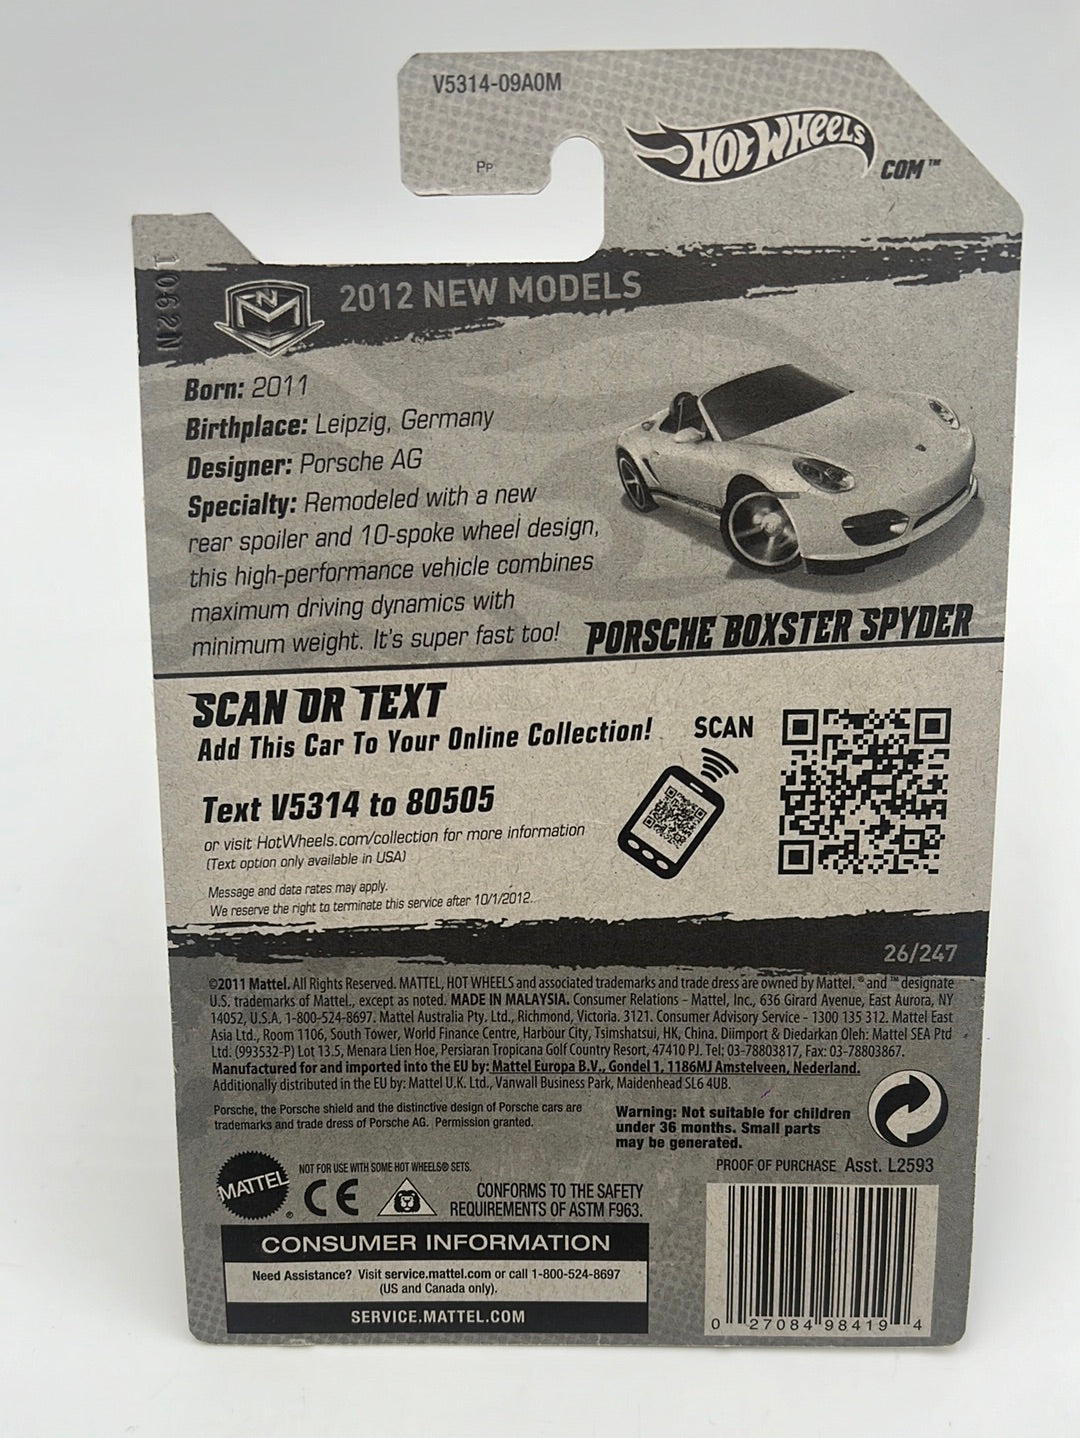 V5314-09A0M
PP
HOT WHEELS
COM™
1062N
NM
2012 NEW MODELS
Born: 2011
Birthplace: Leipzig, Germany
Designer: Porsche AG
Specialty: Remodeled with a new
rear spoiler and 10-spoke wheel design,
this high-performance vehicle combines
maximum driving dynamics with
minimum weight. It's super fast too!
PORSCHE BOXSTER SPYDER
SCAN OR TEXT
Add This Car To Your Online Collection!
SCAN
Text V5314 to 80505
or visit HotWheels.com/collection for more information
(Text option only available in USA)
Message and data rates may apply.
We reserve the right to terminate this service after 10/1/2012.
26/247
©2011 Mattel. All Rights Reserved. MATTEL, HOT WHEELS and associated trademarks and trade dress are owned by Mattel. ® and ™ designate
U.S. trademarks of Mattel., except as noted. MADE IN MALAYSIA. Consumer Relations – Mattel, Inc., 636 Girard Avenue, East Aurora, NY
14052, U.S.A. 1-800-524-8697. Mattel Australia Pty. Ltd., Richmond, Victoria. 3121. Consumer Advisory Service - 1300 135 312. Mattel East
Asia Ltd., Room 1106, South Tower, World Finance Centre, Harbour City, Tsimshatsui, HK, China. Diimport & Diedarkan Oleh: Mattel SEA Ptd
Ltd. (993532-P) Lot 13.5, Menara Lien Hoe, Persiaran Tropicana Golf Country Resort, 47410 PJ. Tel: 03-78803817, Fax: 03-78803867.
Manufactured for and imported into the EU by: Mattel Europa B.V., Gondel 1, 1186MJ Amstelveen, Nederland.
Additionally distributed in the EU by: Mattel U.K. Ltd., Vanwall Business Park, Maidenhead SL6 4UB.
Porsche, the Porsche shield and the distinctive design of Porsche cars are
trademarks and trade dress of Porsche AG. Permission granted.
Warning: Not suitable for children
under 36 months. Small parts
may be generated.
PROOF OF PURCHASE Asst. L2593
NOT FOR USE WITH SOME HOT WHEELS® SETS.
MATTEL®
CE
CONFORMS TO THE SAFETY
REQUIREMENTS OF ASTM F963.
CONSUMER INFORMATION
Need Assistance? Visit service.mattel.com or call 1-800-524-8697
(US and Canada only).
SERVICE.MATTEL.COM
0 27084 98419 4